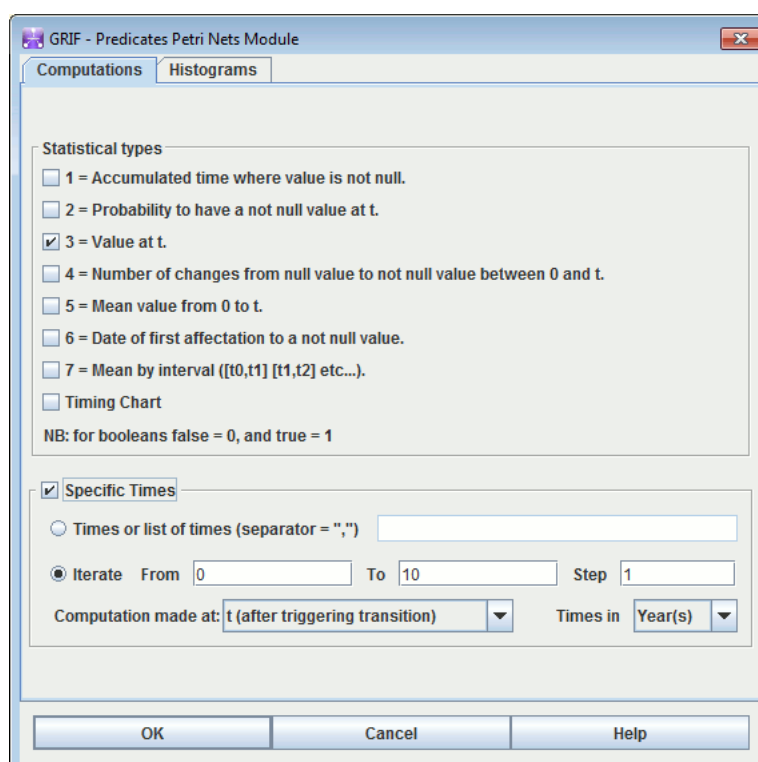 GRIF - Predicates Petri Nets Module
Computations Histograms
Statistical types
1 = Accumulated time where value is not null.
2 = Probability to have a not null value at t.
3 = Value at t.
4 = Number of changes from null value to not null value between 0 and t.
5 = Mean value from 0 to t.
6 = Date of first affectation to a not null value.
7 = Mean by interval ([t0,t1] [t1,t2] etc...).
Timing Chart
NB: for booleans false = 0, and true = 1
Specific Times
Times or list of times (separator = ",")
Iterate From 0 To 10 Step 1
Computation made at: t (after triggering transition) Times in Year(s)
OK Cancel Help